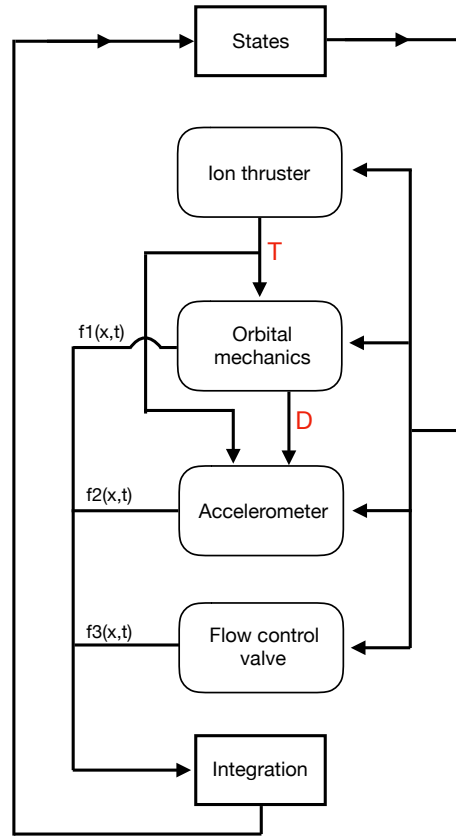 States
Ion thruster
T
f1(x,t)
Orbital
mechanics
D
f2(x,t)
Accelerometer
f3(x,t)
Flow control
valve
Integration